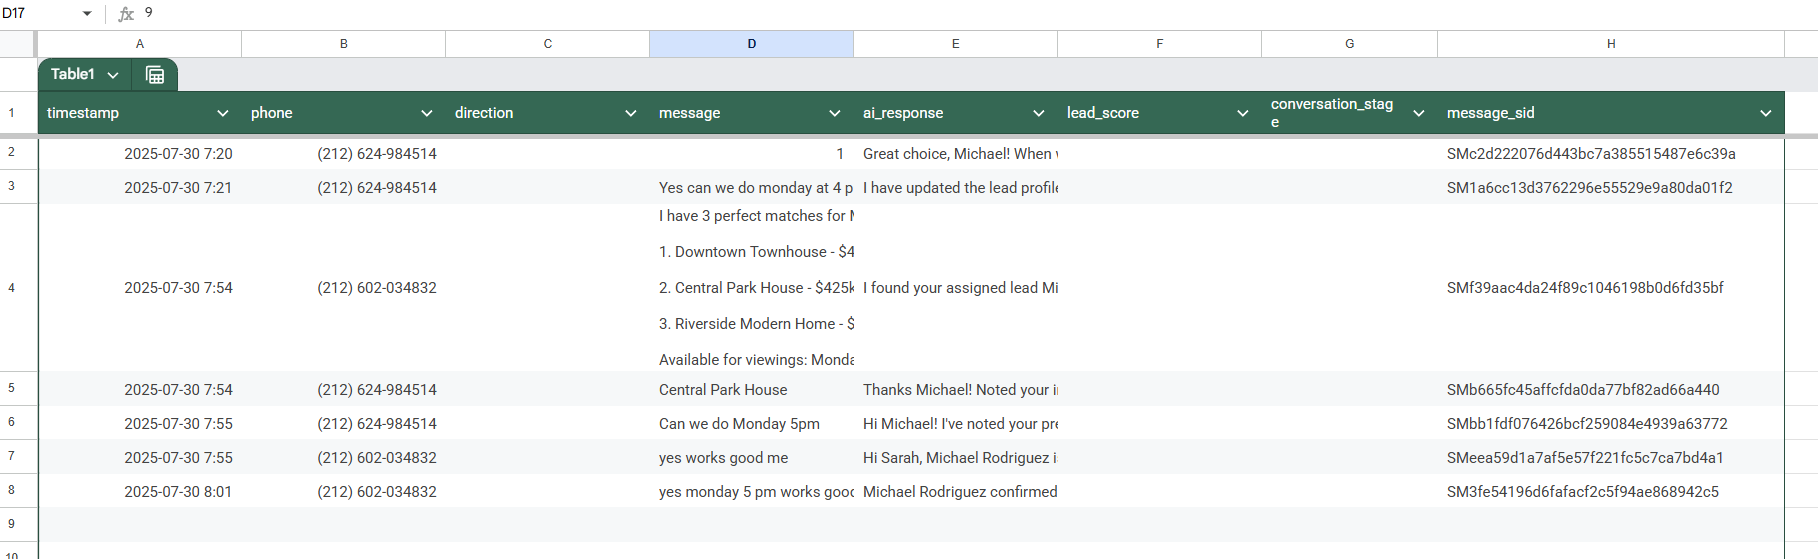 D17 fx 9
A B C D E F G H
Table1
1 timestamp phone direction message ai_response lead_score conversation_stag
e message_sid
2 2025-07-30 7:20 (212) 624-984514 1 Great choice, Michael! When SMc2d222076d443bc7a385515487e6c39a
3 2025-07-30 7:21 (212) 624-984514 Yes can we do monday at 4 p I have updated the lead profile SM1a6cc13d3762296e55529e9a80da01f2
I have 3 perfect matches for
1. Downtown Townhouse - $4
4 2025-07-30 7:54 (212) 602-034832 2. Central Park House - $425k I found your assigned lead Mi SMf39aac4da24f89c1046198b0d6fd35bf
3. Riverside Modern Home - $
Available for viewings: Monda
5 2025-07-30 7:54 (212) 624-984514 Central Park House Thanks Michael! Noted your i SMb665fc45affcfda0da77bf82ad66a440
6 2025-07-30 7:55 (212) 624-984514 Can we do Monday 5pm Hi Michael! I've noted your pre SMbb1fdf076426bcf259084e4939a63772
7 2025-07-30 7:55 (212) 602-034832 yes works good me Hi Sarah, Michael Rodriguez i SMeea59d1a7af5e57f221fc5c7ca7bd4a1
8 2025-07-30 8:01 (212) 602-034832 yes monday 5 pm works good Michael Rodriguez confirmed SM3fe54196d6fafacf2c5f94ae868942c5
9
10